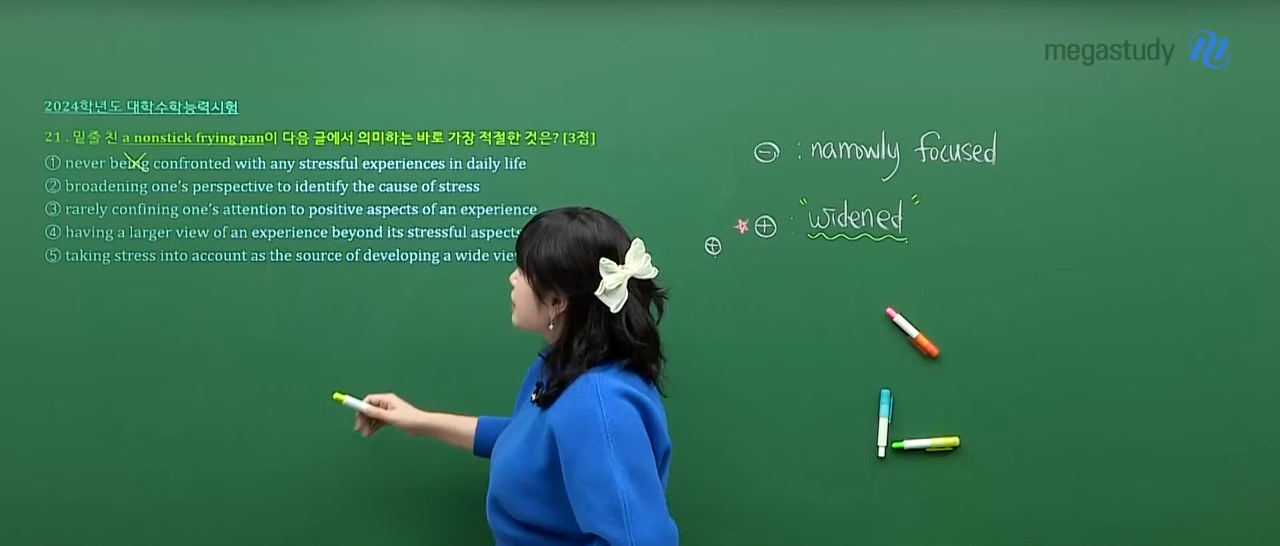 megastudy
2024학년도 대학수학능력시험
21. 밑줄 친 a nonstick frying pan이 다음 글에서 의미하는 바로 가장 적절한 것은? [3점]
① never being confronted with any stressful experiences in daily life
② broadening one's perspective to identify the cause of stress
③ rarely confining one's attention to positive aspects of an experience
④ having a larger view of an experience beyond its stressful aspects
⑤ taking stress into account as the source of developing a wide
⊖ : narrowly focused
☆ ⊕ : "widened"
⊕